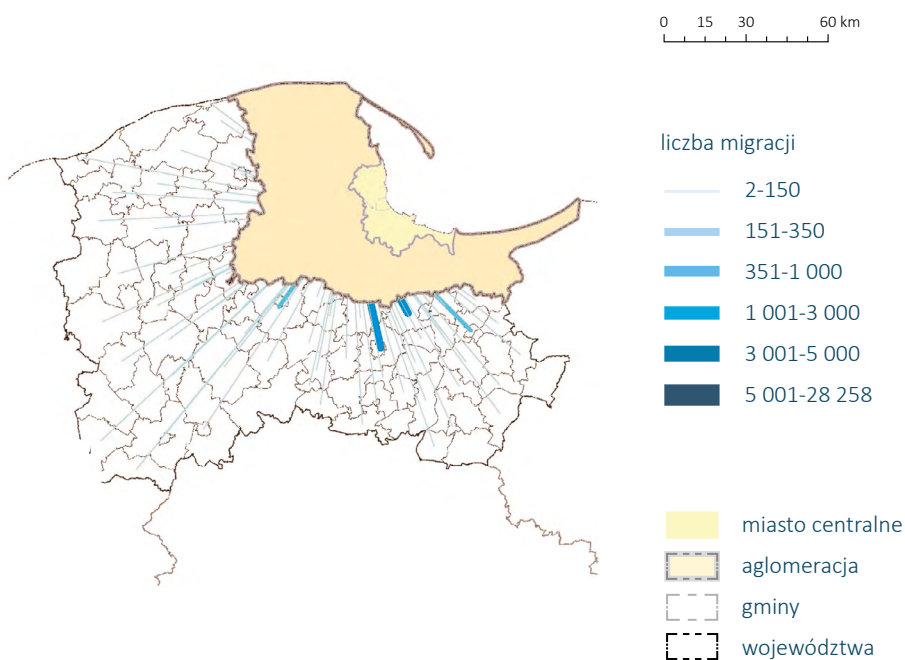 0 15 30 60 km
liczba migracji
2-150
151-350
351-1 000
1 001-3 000
3 001-5 000
5 001-28 258
miasto centralne
aglomeracja
gminy
województwa